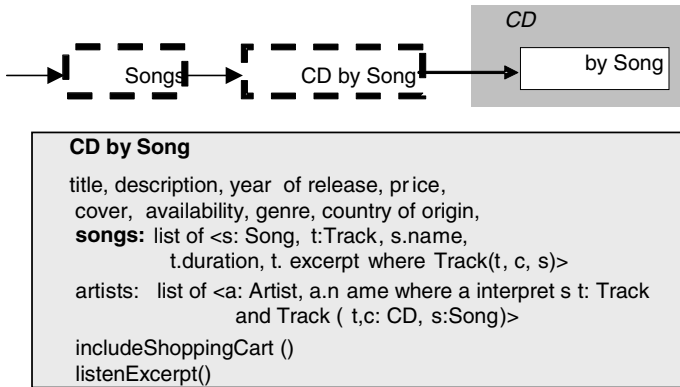 CD
Songs
CD by Song
by Song
CD by Song
title, description, year of release, price,
cover, availability, genre, country of origin,
songs: list of <s: Song, t:Track, s.name,
t.duration, t. excerpt where Track(t, c, s)>
artists: list of <a: Artist, a.n ame where a interpret s t: Track
and Track ( t,c: CD, s:Song)>
includeShoppingCart ()
listenExcerpt()